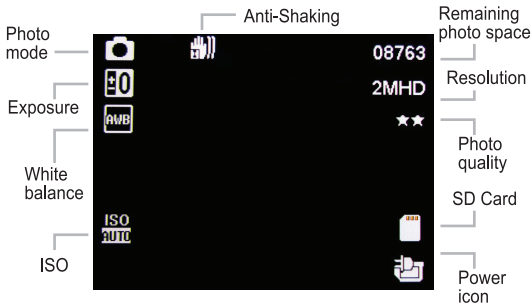 Anti-Shaking
Remaining
photo space
Photo
mode
08763
Resolution
±0
2MHD
Exposure
AWB
Photo
quality
White
balance
SD Card
ISO
AUTO
ISO
Power
icon